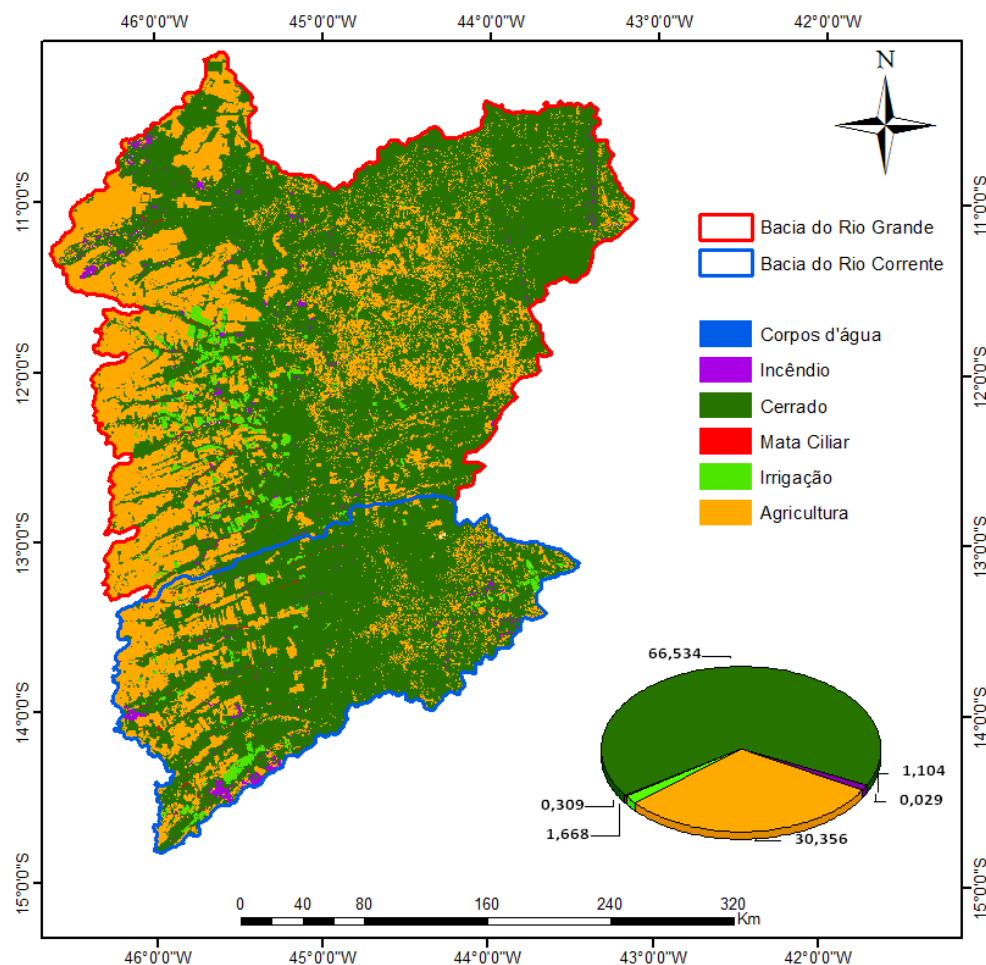 46°0'0"W 45°0'0"W 44°0'0"W 43°0'0"W 42°0'0"W
N
11°0'0"S
12°0'0"S
13°0'0"S
14°0'0"S
15°0'0"S
11°0'0"S
12°0'0"S
13°0'0"S
14°0'0"S
15°0'0"S
Bacia do Rio Grande
Bacia do Rio Corrente
Corpos d'água
Incêndio
Cerrado
Mata Ciliar
Irrigação
Agricultura
66,534
1,104
0,029
0,309
1,668
30,356
0 40 80 160 240 320
Km
46°0'0"W 45°0'0"W 44°0'0"W 43°0'0"W 42°0'0"W